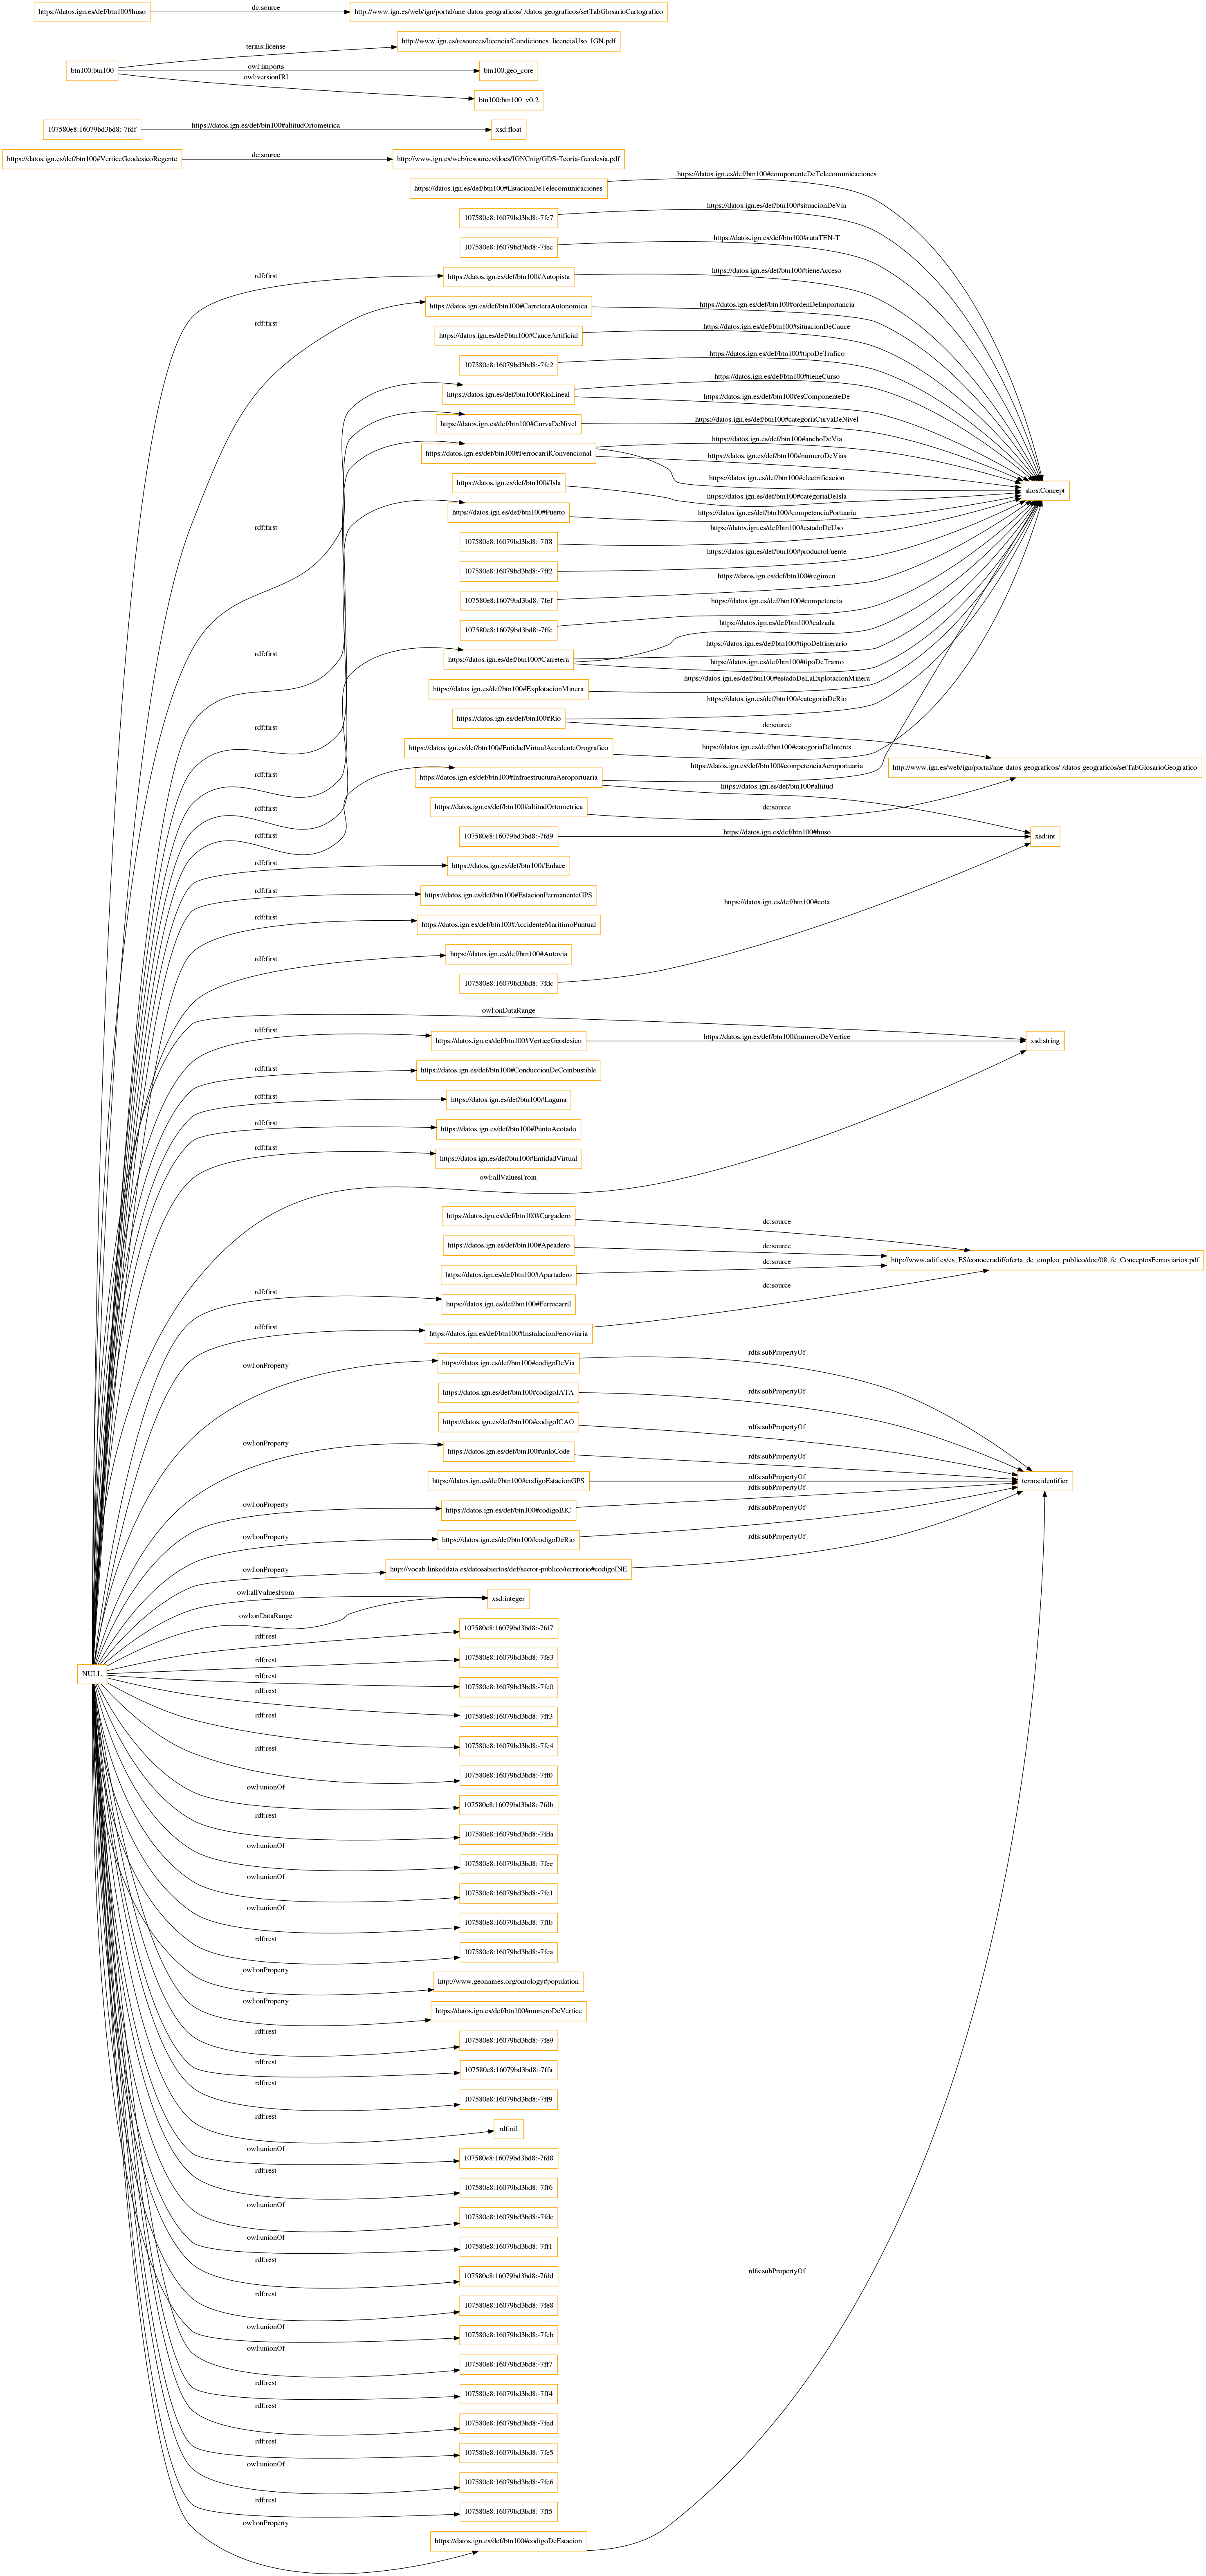 https://datos.ign.es/def/btn100#huso
dc:source
http://www.ign.es/web/ign/portal/ane-datos-geograficos/-/datos-geograficos/setTabGlosarioCartografico
terms:license
http://www.ign.es/resources/licencia/Condiciones_licenciaUso_IGN.pdf
btn100:btn100
owl:imports
btn100:geo_core
owl:versionIRI
btn100:btn100_v0.2
107580e8:16079bd3bd8:-7fdf
https://datos.ign.es/def/btn100#altitudOrtometrica
xsd:float
https://datos.ign.es/def/btn100#VerticeGeodesicoRegente
dc:source
http://www.ign.es/web/resources/docs/IGNCnig/GDS-Teoria-Geodesia.pdf
https://datos.ign.es/def/btn100#EstacionDeTelecomunicaciones
https://datos.ign.es/def/btn100#componenteDeTelecomunicaciones
107580e8:16079bd3bd8:-7fe7
https://datos.ign.es/def/btn100#situacionDeVia
107580e8:16079bd3bd8:-7fec
https://datos.ign.es/def/btn100#rutaTEN-T
rdf:first
https://datos.ign.es/def/btn100#Autopista
https://datos.ign.es/def/btn100#tieneAcceso
rdf:first
https://datos.ign.es/def/btn100#CarreteraAutonomica
https://datos.ign.es/def/btn100#ordenDeImportancia
https://datos.ign.es/def/btn100#CauceArtificial
https://datos.ign.es/def/btn100#situacionDeCauce
107580e8:16079bd3bd8:-7fe2
https://datos.ign.es/def/btn100#tipoDeTrafico
https://datos.ign.es/def/btn100#RioLineal
https://datos.ign.es/def/btn100#tieneCurso
https://datos.ign.es/def/btn100#esComponenteDe
https://datos.ign.es/def/btn100#CurvaDeNivel
https://datos.ign.es/def/btn100#categoriaCurvaDeNivel
https://datos.ign.es/def/btn100#FerrocarrilConvencional
https://datos.ign.es/def/btn100#anchoDeVia
https://datos.ign.es/def/btn100#numeroDeVias
https://datos.ign.es/def/btn100#electrificacion
https://datos.ign.es/def/btn100#Isla
https://datos.ign.es/def/btn100#categoriaDeIsla
skos:Concept
rdf:first
https://datos.ign.es/def/btn100#Puerto
https://datos.ign.es/def/btn100#competenciaPortuaria
107580e8:16079bd3bd8:-7ff8
https://datos.ign.es/def/btn100#estadoDeUso
107580e8:16079bd3bd8:-7ff2
https://datos.ign.es/def/btn100#productoFuente
107580e8:16079bd3bd8:-7fef
https://datos.ign.es/def/btn100#regimen
107580e8:16079bd3bd8:-7ffc
https://datos.ign.es/def/btn100#competencia
rdf:first
https://datos.ign.es/def/btn100#Carretera
https://datos.ign.es/def/btn100#calzada
https://datos.ign.es/def/btn100#tipoDeItinerario
https://datos.ign.es/def/btn100#tipoDeTramo
https://datos.ign.es/def/btn100#ExplotacionMinera
https://datos.ign.es/def/btn100#estadoDeLaExplotacionMinera
rdf:first
https://datos.ign.es/def/btn100#Rio
https://datos.ign.es/def/btn100#categoriaDeRio
dc:source
https://datos.ign.es/def/btn100#EntidadVirtualAccidenteOrografico
https://datos.ign.es/def/btn100#categoriaDeInteres
http://www.ign.es/web/ign/portal/ane-datos-geograficos/-/datos-geograficos/setTabGlosarioGeografico
https://datos.ign.es/def/btn100#InfraestructuraAeroportuaria
https://datos.ign.es/def/btn100#competenciaAeroportuaria
https://datos.ign.es/def/btn100#altitud
rdf:first
https://datos.ign.es/def/btn100#altitudOrtometrica
dc:source
rdf:first
107580e8:16079bd3bd8:-7fd9
https://datos.ign.es/def/btn100#huso
xsd:int
rdf:first
https://datos.ign.es/def/btn100#Enlace
rdf:first
https://datos.ign.es/def/btn100#EstacionPermanenteGPS
https://datos.ign.es/def/btn100#cota
rdf:first
https://datos.ign.es/def/btn100#AccidenteMaritimoPuntual
rdf:first
https://datos.ign.es/def/btn100#Autovia
107580e8:16079bd3bd8:-7fdc
owl:onDataRange
rdf:first
https://datos.ign.es/def/btn100#VerticeGeodesico
https://datos.ign.es/def/btn100#numeroDeVertice
xsd:string
rdf:first
https://datos.ign.es/def/btn100#ConduccionDeCombustible
rdf:first
https://datos.ign.es/def/btn100#Laguna
rdf:first
https://datos.ign.es/def/btn100#PuntoAcotado
rdf:first
https://datos.ign.es/def/btn100#EntidadVirtual
owl:allValuesFrom
https://datos.ign.es/def/btn100#Cargadero
dc:source
https://datos.ign.es/def/btn100#Apeadero
dc:source
http://www.adif.es/es_ES/conoceradif/oferta_de_empleo_publico/doc/08_fc_ConceptosFerroviarios.pdf
https://datos.ign.es/def/btn100#Apartadero
dc:source
rdf:first
https://datos.ign.es/def/btn100#Ferrocarril
dc:source
rdf:first
https://datos.ign.es/def/btn100#InstalacionFerroviaria
owl:onProperty
https://datos.ign.es/def/btn100#codigoDeVia
rdfs:subPropertyOf
https://datos.ign.es/def/btn100#codigoIATA
rdfs:subPropertyOf
https://datos.ign.es/def/btn100#codigoICAO
rdfs:subPropertyOf
owl:onProperty
https://datos.ign.es/def/btn100#unloCode
rdfs:subPropertyOf
https://datos.ign.es/def/btn100#codigoEstacionGPS
rdfs:subPropertyOf
terms:identifier
owl:onProperty
https://datos.ign.es/def/btn100#codigoBIC
rdfs:subPropertyOf
owl:onProperty
https://datos.ign.es/def/btn100#codigoDeRio
rdfs:subPropertyOf
owl:onProperty
http://vocab.linkeddata.es/datosabiertos/def/sector-publico/territorio#codigoINE
rdfs:subPropertyOf
owl:allValuesFrom
xsd:integer
owl:onDataRange
rdf:rest
107580e8:16079bd3bd8:-7fd7
rdf:rest
107580e8:16079bd3bd8:-7fe3
NULL
rdf:rest
107580e8:16079bd3bd8:-7fe0
rdf:rest
107580e8:16079bd3bd8:-7ff3
rdf:rest
107580e8:16079bd3bd8:-7fe4
rdf:rest
107580e8:16079bd3bd8:-7ff0
owl:unionOf
107580e8:16079bd3bd8:-7fdb
rdf:rest
107580e8:16079bd3bd8:-7fda
owl:unionOf
107580e8:16079bd3bd8:-7fee
owl:unionOf
107580e8:16079bd3bd8:-7fe1
owl:unionOf
107580e8:16079bd3bd8:-7ffb
rdf:rest
107580e8:16079bd3bd8:-7fea
owl:onProperty
http://www.geonames.org/ontology#population
owl:onProperty
https://datos.ign.es/def/btn100#numeroDeVertice
rdf:rest
107580e8:16079bd3bd8:-7fe9
rdf:rest
107580e8:16079bd3bd8:-7ffa
rdf:rest
107580e8:16079bd3bd8:-7ff9
rdf:rest
rdf:nil
owl:unionOf
107580e8:16079bd3bd8:-7fd8
rdf:rest
107580e8:16079bd3bd8:-7ff6
owl:unionOf
107580e8:16079bd3bd8:-7fde
owl:unionOf
107580e8:16079bd3bd8:-7ff1
rdf:rest
107580e8:16079bd3bd8:-7fdd
rdfs:subPropertyOf
rdf:rest
107580e8:16079bd3bd8:-7fe8
owl:unionOf
107580e8:16079bd3bd8:-7feb
owl:unionOf
107580e8:16079bd3bd8:-7ff7
rdf:rest
107580e8:16079bd3bd8:-7ff4
rdf:rest
107580e8:16079bd3bd8:-7fed
rdf:rest
107580e8:16079bd3bd8:-7fe5
owl:unionOf
107580e8:16079bd3bd8:-7fe6
rdf:rest
107580e8:16079bd3bd8:-7ff5
owl:onProperty
https://datos.ign.es/def/btn100#codigoDeEstacion